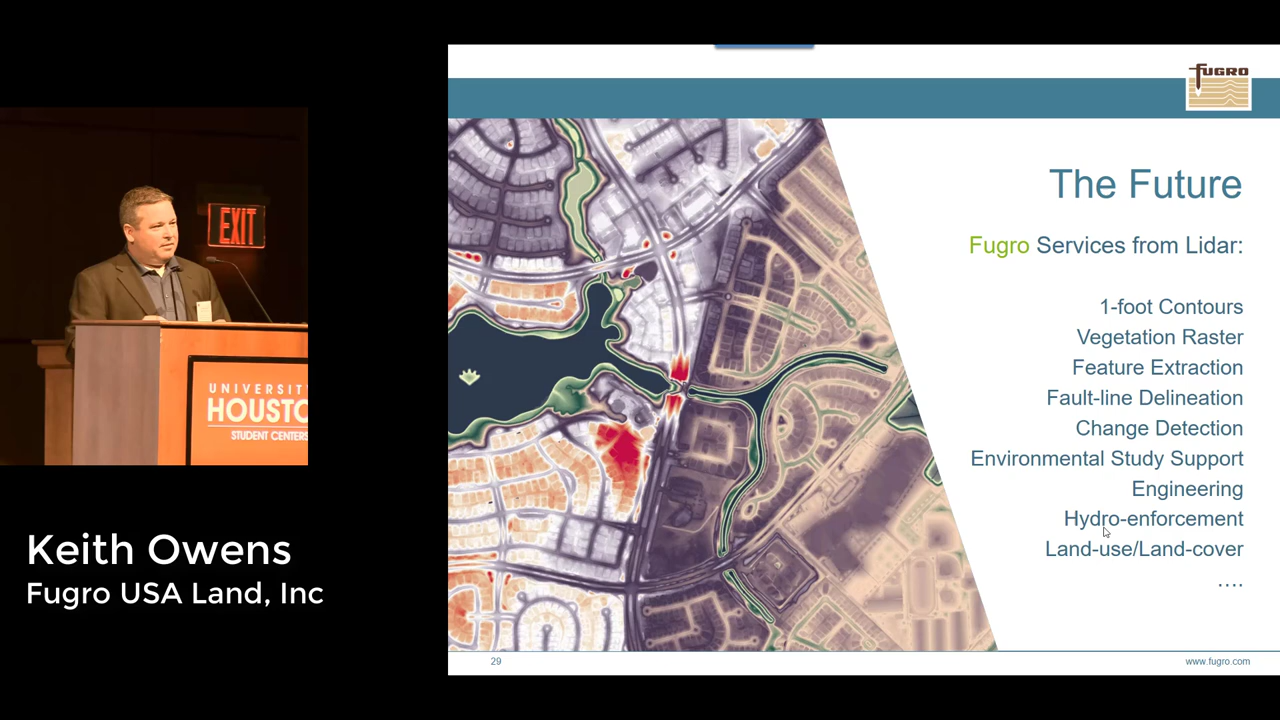 EXIT
UNIVERSIT
HOUSTO
STUDENT CENTERS
Keith Owens
Fugro USA Land, Inc
FUGRO
The Future
Fugro Services from Lidar:
1-foot Contours
Vegetation Raster
Feature Extraction
Fault-line Delineation
Change Detection
Environmental Study Support
Engineering
Hydro-enforcement
Land-use/Land-cover
....
29
www.fugro.com